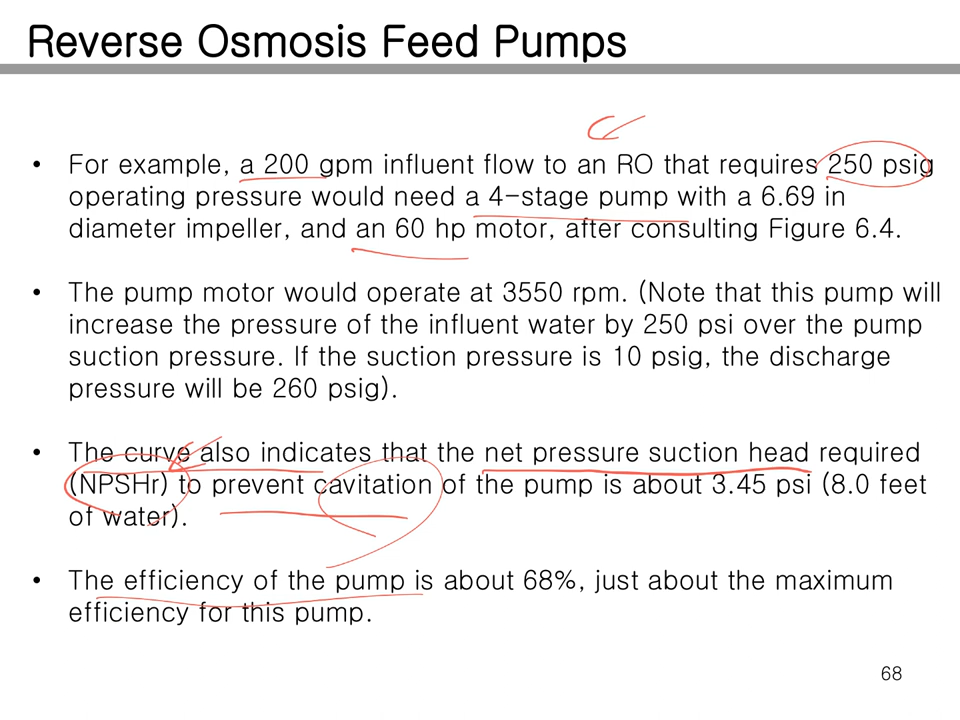 Reverse Osmosis Feed Pumps
• For example, a 200 gpm influent flow to an RO that requires 250 psig
operating pressure would need a 4-stage pump with a 6.69 in
diameter impeller, and an 60 hp motor, after consulting Figure 6.4.
• The pump motor would operate at 3550 rpm. (Note that this pump will
increase the pressure of the influent water by 250 psi over the pump
suction pressure. If the suction pressure is 10 psig, the discharge
pressure will be 260 psig).
• The curve also indicates that the net pressure suction head required
(NPSHr) to prevent cavitation of the pump is about 3.45 psi (8.0 feet
of water).
• The efficiency of the pump is about 68%, just about the maximum
efficiency for this pump.
68